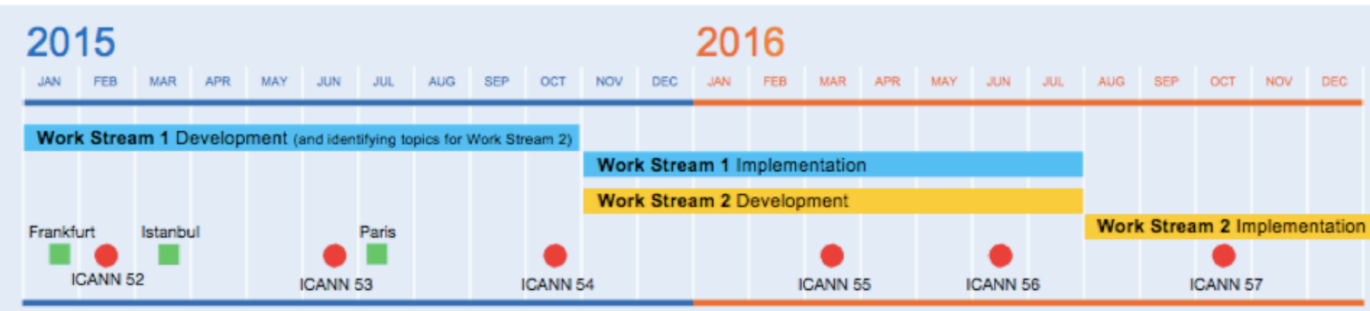 2015 2016
JAN FEB MAR APR MAY JUN JUL AUG SEP OCT NOV DEC JAN FEB MAR APR MAY JUN JUL AUG SEP OCT NOV DEC
Work Stream 1 Development (and identifying topics for Work Stream 2)
Work Stream 1 Implementation
Work Stream 2 Development
Work Stream 2 Implementation
Frankfurt Istanbul Paris
ICANN 52 ICANN 53 ICANN 54 ICANN 55 ICANN 56 ICANN 57